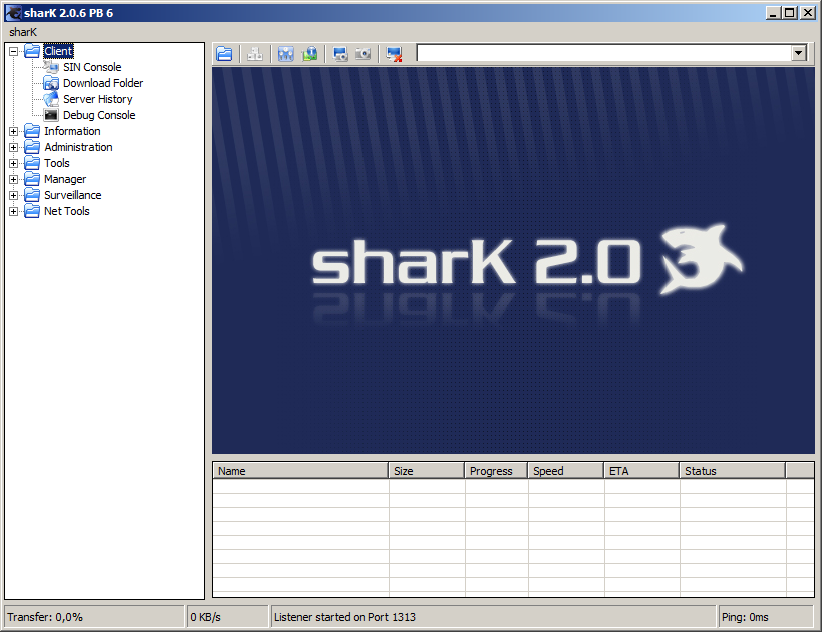 sharK 2.0.6 PB 6
sharK
Client
SIN Console
Download Folder
Server History
Debug Console
Information
Administration
Tools
Manager
Surveillance
Net Tools
sharK 2.0
Name Size Progress Speed ETA Status
Transfer: 0,0% 0 KB/s Listener started on Port 1313 Ping: 0ms